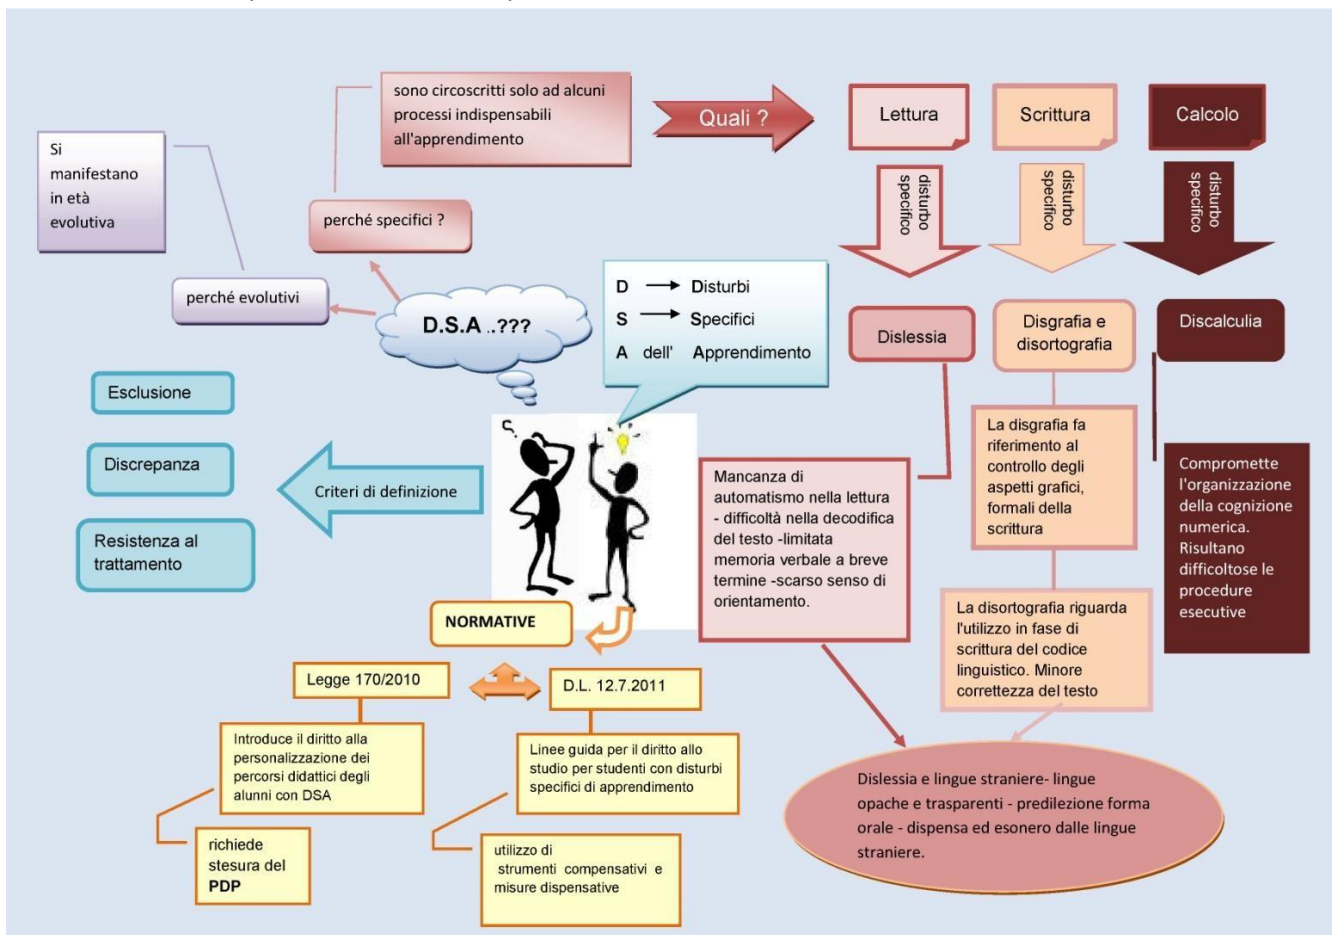 sono circoscritti solo ad alcuni
processi indispensabili
all'apprendimento
Quali ?
Lettura
Scrittura
Calcolo
Si
manifestano
in età
evolutiva
disturbo
specifico
disturbo
specifico
disturbo
specifico
perché specifici ?
perché evolutivi
D.S.A ..???
D Disturbi
S Specifici
A dell' Apprendimento
Dislessia
Disgrafia e
disortografia
Discalculia
Esclusione
Discrepanza
Resistenza al
trattamento
Criteri di definizione
Mancanza di
automatismo nella lettura
- difficoltà nella decodifica
del testo -limitata
memoria verbale a breve
termine -scarso senso di
orientamento.
La disgrafia fa
riferimento al
controllo degli
aspetti grafici,
formali della
scrittura
Compromette
l'organizzazione
della cognizione
numerica.
Risultano
difficoltose le
procedure
esecutive
La disortografia riguarda
l'utilizzo in fase di
scrittura del codice
linguistico. Minore
correttezza del testo
NORMATIVE
Legge 170/2010
D.L. 12.7.2011
Introduce il diritto alla
personalizzazione dei
percorsi didattici degli
alunni con DSA
Linee guida per il diritto allo
studio per studenti con disturbi
specifici di apprendimento
richiede
stesura del
PDP
utilizzo di
strumenti compensativi e
misure dispensative
Dislessia e lingue straniere- lingue
opache e trasparenti - predilezione forma
orale - dispensa ed esonero dalle lingue
straniere.